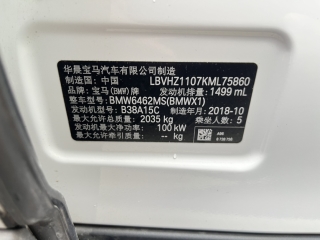 华晨宝马汽车有限公司制造
制造国：中国 LBVHZ1107KML75860
品牌：宝马(BMW)牌 发动机排量：1499 mL
整车型号：BMW6462MS(BMWX1)
发动机型号：B38A15C 制造年月：2018-10
最大允许总质量：2035 kg 乘坐人数：5
发动机最大净功率：100 kW
最大允许牵引质量：-- kg